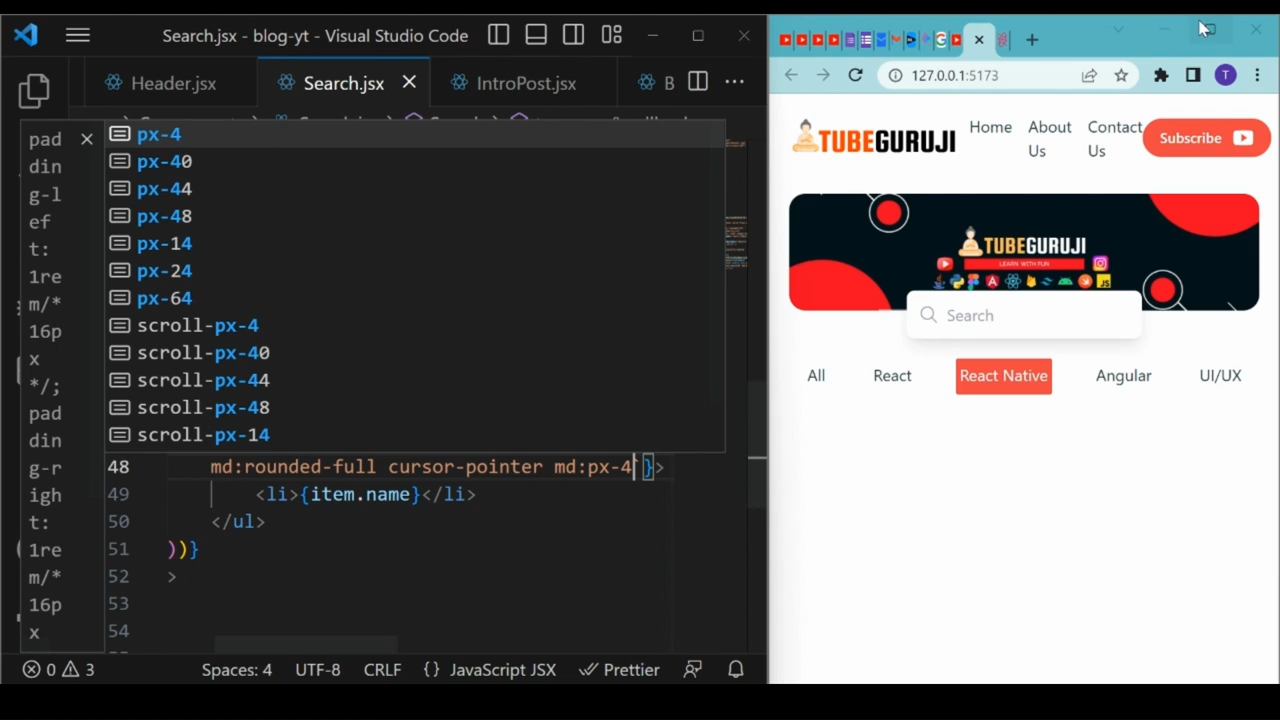 Search.jsx - blog-yt - Visual Studio Code
Header.jsx
Search.jsx
IntroPost.jsx
B
pad
din
g-l
ef
t:
1re
m/*
16p
x
*/;
pad
din
g-r
igh
t:
1re
m/*
16p
x
px-4
px-40
px-44
px-48
px-14
px-24
px-64
scroll-px-4
scroll-px-40
scroll-px-44
scroll-px-48
scroll-px-14
48 md:rounded-full cursor-pointer md:px-4`}>
49 <li>{item.name}</li>
50 </ul>
51 ))}
52 >
53
54
0 3 Spaces: 4 UTF-8 CRLF {} JavaScript JSX Prettier
127.0.0.1:5173
T
TUBEGURUJI
Home
About Us
Contact Us
Subscribe
TUBEGURUJI
LEARN WITH FUN
JS
Search
All React React Native Angular UI/UX